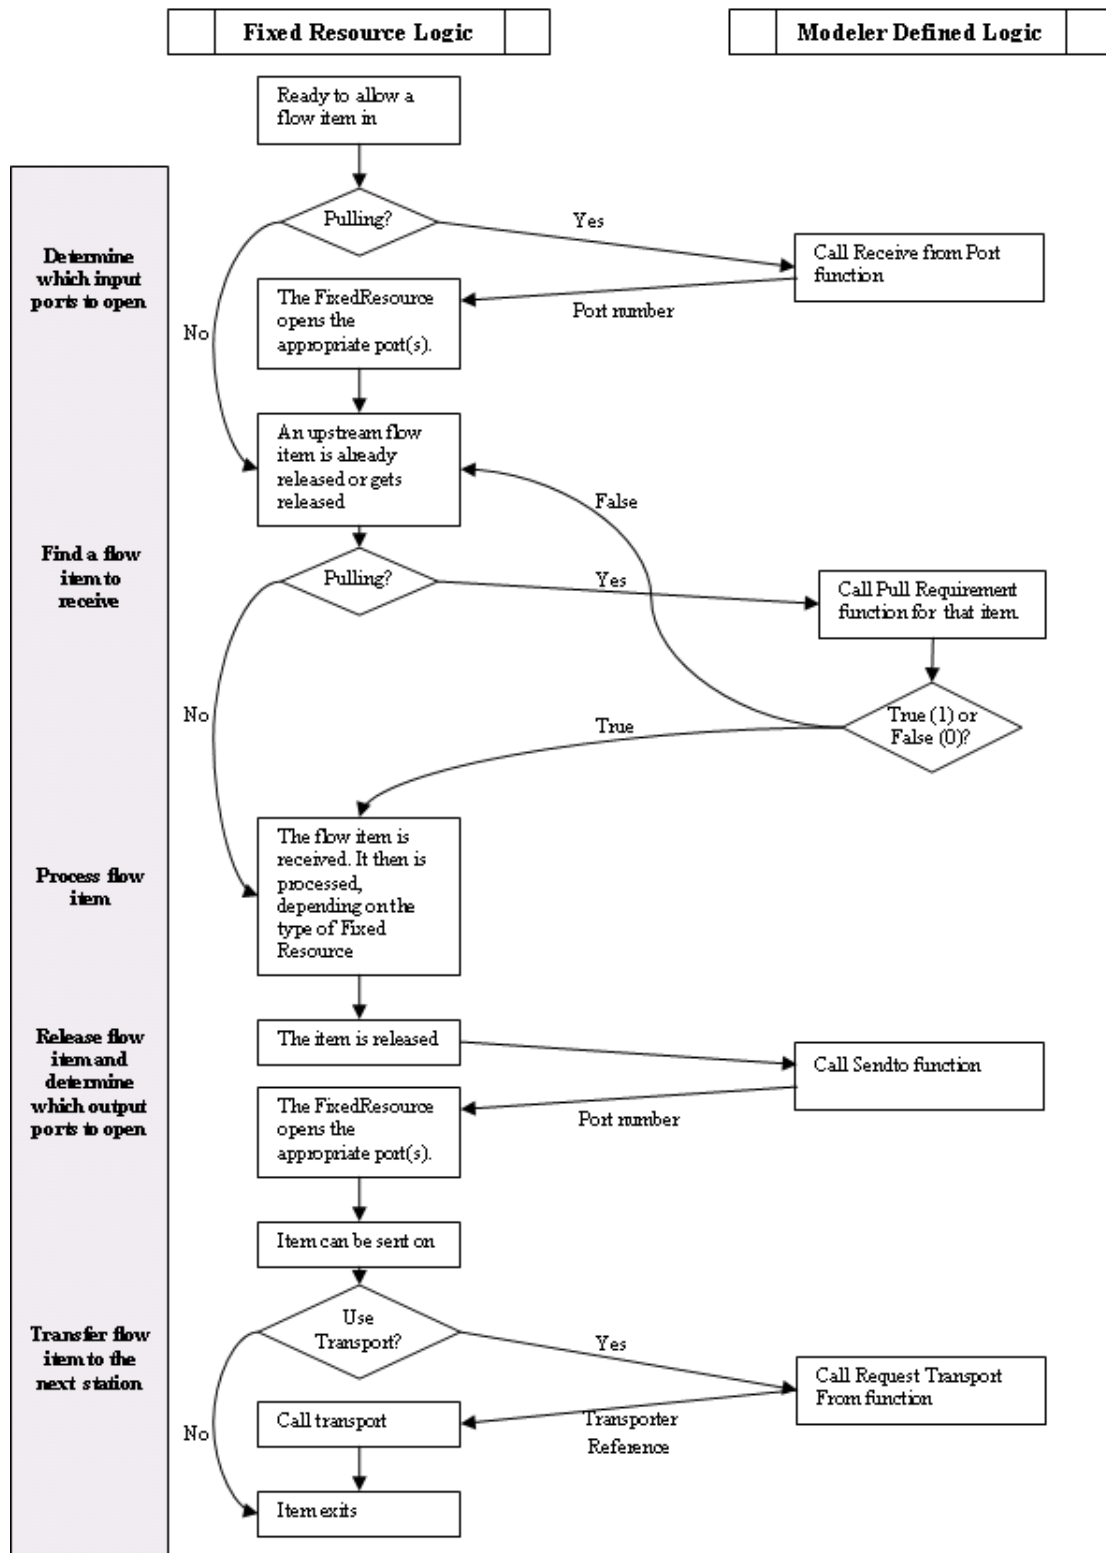 Fixed Resource Logic
Modeler Defined Logic
Ready to allow a
flow item in
Pulling?
Yes
Determine
which input
ports to open
Call Receive from Port
function
The FixedResource
opens the
appropriate port(s).
Port number
No
An upstream flow
item is already
released or gets
released
False
Find a flow
item to
receive
Pulling?
Yes
Call Pull Requirement
function for that item.
No
True
True (1) or
False (0)?
The flow item is
received. It then is
processed,
depending on the
type of Fixed
Resource
Process flow
item
Release flow
item and
determine
which output
ports to open
The item is released
Call Sendto function
The FixedResource
opens the
appropriate port(s).
Port number
Item can be sent on
Transfer flow
item to the
next station
Use
Transport?
Yes
Call Request Transport
From function
Call transport
Transporter
Reference
No
Item exits